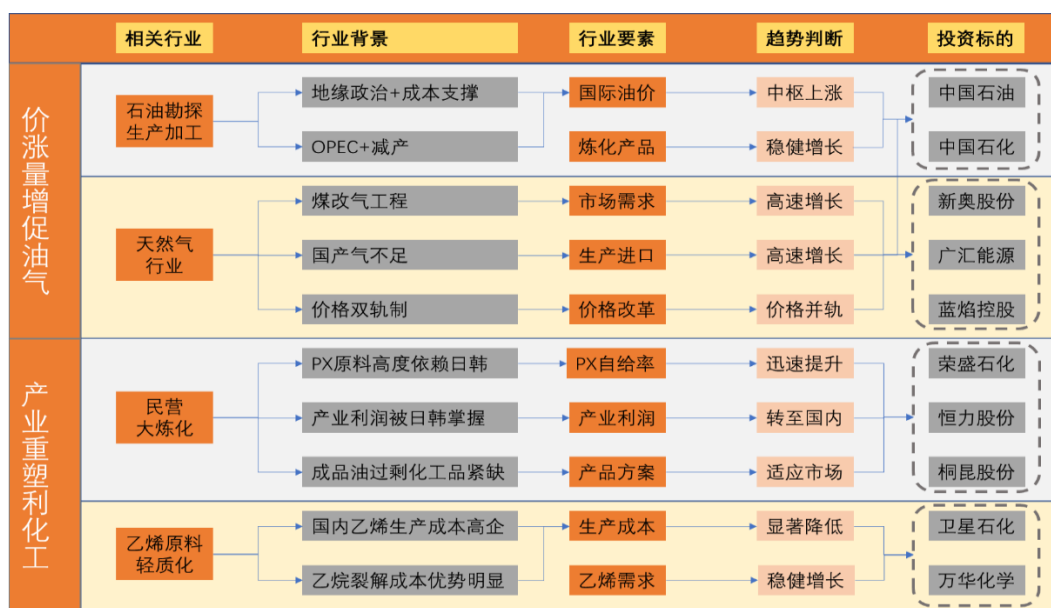 相关行业
行业背景
行业要素
趋势判断
投资标的
价涨量增促油气
石油勘探
生产加工
地缘政治+成本支撑
国际油价
中枢上涨
中国石油
OPEC+减产
炼化产品
稳健增长
中国石化
天然气
行业
煤改气工程
市场需求
高速增长
新奥股份
国产气不足
生产进口
高速增长
广汇能源
价格双轨制
价格改革
价格并轨
蓝焰控股
产业重塑利化工
民营
大炼化
PX原料高度依赖日韩
PX自给率
迅速提升
荣盛石化
产业利润被日韩掌握
产业利润
转至国内
恒力股份
成品油过剩化工品紧缺
产品方案
适应市场
桐昆股份
乙烯原料
轻质化
国内乙烯生产成本高企
生产成本
显著降低
卫星石化
乙烷裂解成本优势明显
乙烯需求
稳健增长
万华化学